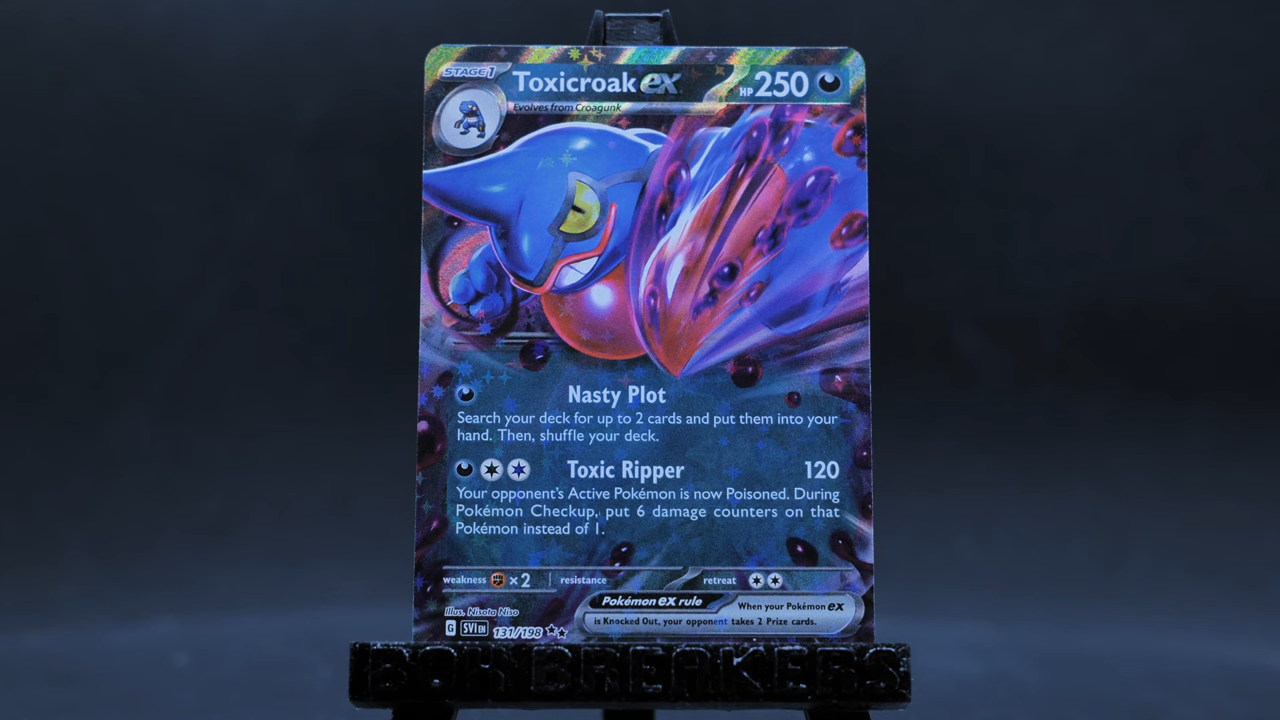 STAGE1 Toxicroak ex HP 250
Evolves from Croagunk
Nasty Plot
Search your deck for up to 2 cards and put them into your
hand. Then, shuffle your deck.
Toxic Ripper 120
Your opponent's Active Pokémon is now Poisoned. During
Pokémon Checkup, put 6 damage counters on that
Pokémon instead of 1.
weakness ×2 resistance retreat
Illus. Nisota Niso
Pokémon ex rule
When your Pokémon ex
is Knocked Out, your opponent takes 2 Prize cards.
G SVI EN 131/198
BOX BREAKERS